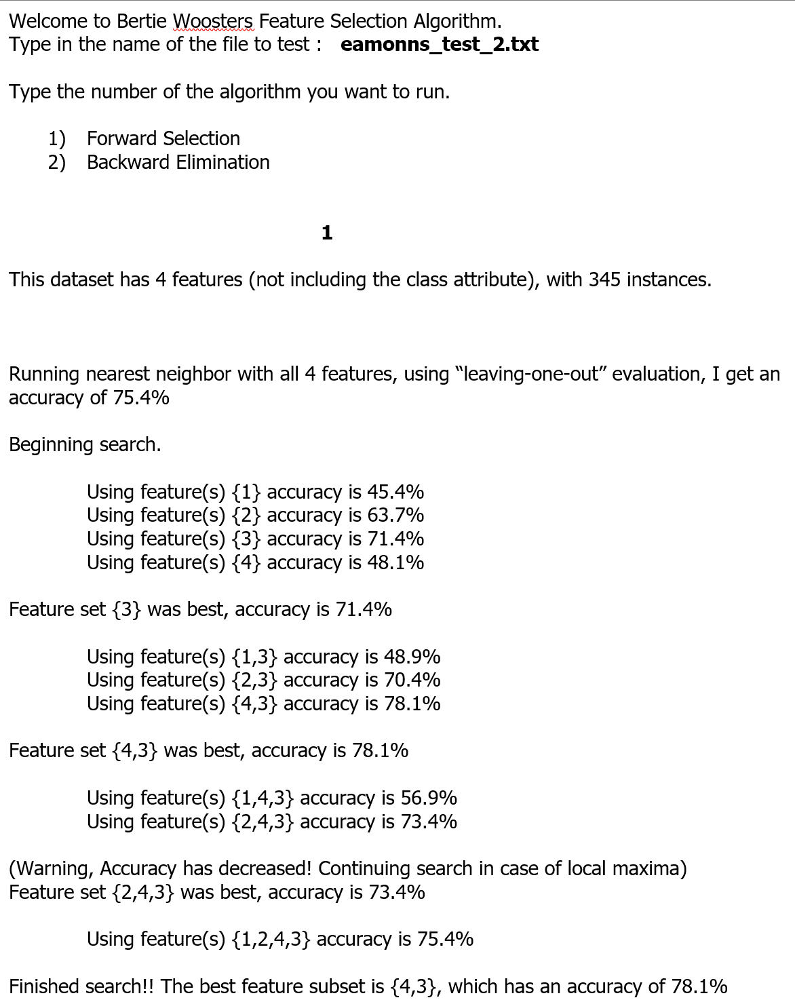 Welcome to Bertie Woosters Feature Selection Algorithm.
Type in the name of the file to test : eamonns_test_2.txt
Type the number of the algorithm you want to run.
1) Forward Selection
2) Backward Elimination
1
This dataset has 4 features (not including the class attribute), with 345 instances.
Running nearest neighbor with all 4 features, using “leaving-one-out” evaluation, I get an
accuracy of 75.4%
Beginning search.
Using feature(s) {1} accuracy is 45.4%
Using feature(s) {2} accuracy is 63.7%
Using feature(s) {3} accuracy is 71.4%
Using feature(s) {4} accuracy is 48.1%
Feature set {3} was best, accuracy is 71.4%
Using feature(s) {1,3} accuracy is 48.9%
Using feature(s) {2,3} accuracy is 70.4%
Using feature(s) {4,3} accuracy is 78.1%
Feature set {4,3} was best, accuracy is 78.1%
Using feature(s) {1,4,3} accuracy is 56.9%
Using feature(s) {2,4,3} accuracy is 73.4%
(Warning, Accuracy has decreased! Continuing search in case of local maxima)
Feature set {2,4,3} was best, accuracy is 73.4%
Using feature(s) {1,2,4,3} accuracy is 75.4%
Finished search!! The best feature subset is {4,3}, which has an accuracy of 78.1%